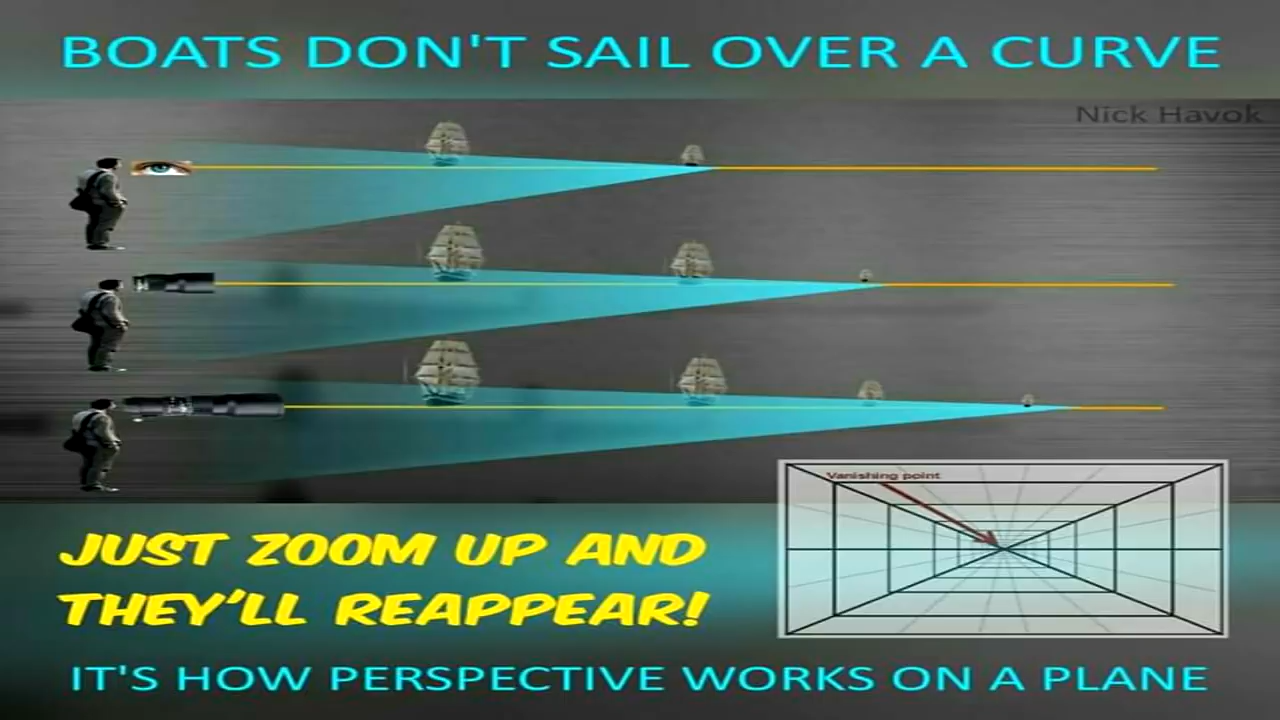 BOATS DON'T SAIL OVER A CURVE
Nick Havok
Vanishing point
JUST ZOOM UP AND
THEY'LL REAPPEAR!
IT'S HOW PERSPECTIVE WORKS ON A PLANE